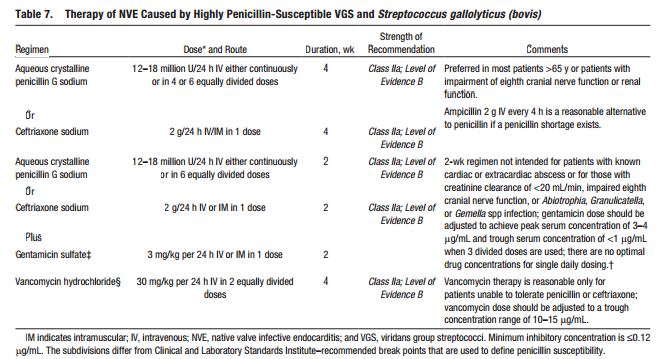 Table 7. Therapy of NVE Caused by Highly Penicillin-Susceptible VGS and Streptococcus gallolyticus (bovis)
Strength of
Regimen Dose* and Route Duration, wk Recommendation Comments
Aqueous crystalline penicillin G sodium
12–18 million U/24 h IV either continuously or in 4 or 6 equally divided doses
4
Class IIa; Level of Evidence B
Preferred in most patients >65 y or patients with
impairment of eighth cranial nerve function or renal
function.
Ampicillin 2 g IV every 4 h is a reasonable alternative
to penicillin if a penicillin shortage exists.
Or
Ceftriaxone sodium
2 g/24 h IV/IM in 1 dose
4
Class IIa; Level of
Evidence B
Aqueous crystalline
penicillin G sodium
12–18 million U/24 h IV either continuously
or in 6 equally divided doses
2
Class IIa; Level of
Evidence B
2-wk regimen not intended for patients with known
cardiac or extracardiac abscess or for those with
creatinine clearance of <20 mL/min, impaired eighth
cranial nerve function, or Abiotrophia, Granulicatella,
or Gemella spp infection; gentamicin dose should be
adjusted to achieve peak serum concentration of 3–4
μg/mL and trough serum concentration of <1 μg/mL
when 3 divided doses are used; there are no optimal
drug concentrations for single daily dosing.†
Or
Ceftriaxone sodium
2 g/24 h IV or IM in 1 dose
2
Class IIa; Level of
Evidence B
Plus
Gentamicin sulfate‡
3 mg/kg per 24 h IV or IM in 1 dose
2
Vancomycin hydrochloride§
30 mg/kg per 24 h IV in 2 equally divided
doses
4
Class IIa; Level of
Evidence B
Vancomycin therapy is reasonable only for
patients unable to tolerate penicillin or ceftriaxone;
vancomycin dose should be adjusted to a trough
concentration range of 10–15 μg/mL.
IM indicates intramuscular; IV, intravenous; NVE, native valve infective endocarditis; and VGS, viridans group streptococci. Minimum inhibitory concentration is ≤0.12
μg/mL. The subdivisions differ from Clinical and Laboratory Standards Institute–recommended break points that are used to define penicillin susceptibility.